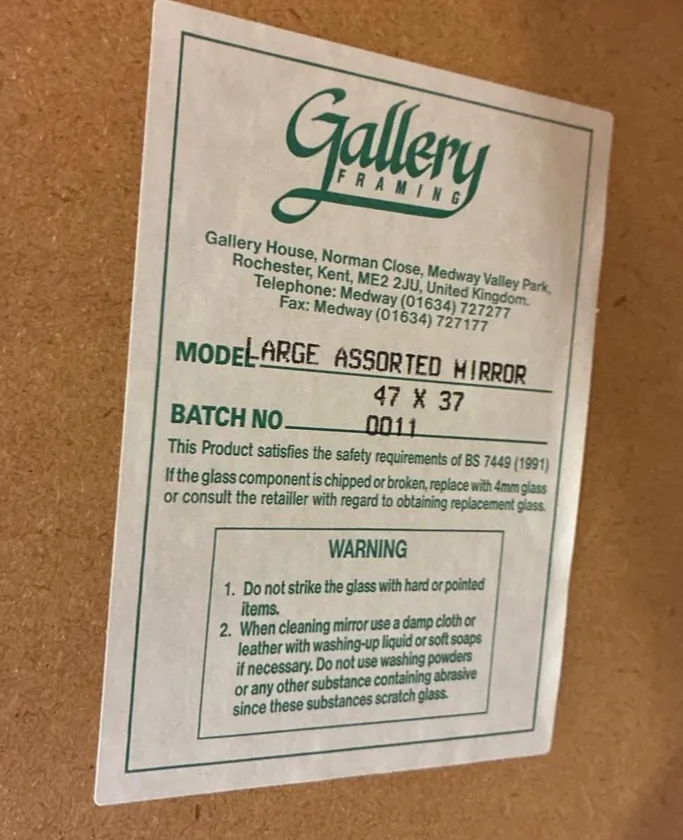 Gallery
FRAMING
Gallery House, Norman Close, Medway Valley Park,
Rochester, Kent, ME2 2JU, United Kingdom.
Telephone: Medway (01634) 727277
Fax: Medway (01634) 727177
MODEL LARGE ASSORTED MIRROR
47 X 37
BATCH NO 0011
This Product satisfies the safety requirements of BS 7449 (1991)
If the glass component is chipped or broken, replace with 4mm glass
or consult the retailler with regard to obtaining replacement glass.
WARNING
1. Do not strike the glass with hard or pointed
items.
2. When cleaning mirror use a damp cloth or
leather with washing-up liquid or soft soaps
if necessary. Do not use washing powders
or any other substance containing abrasive
since these substances scratch glass.